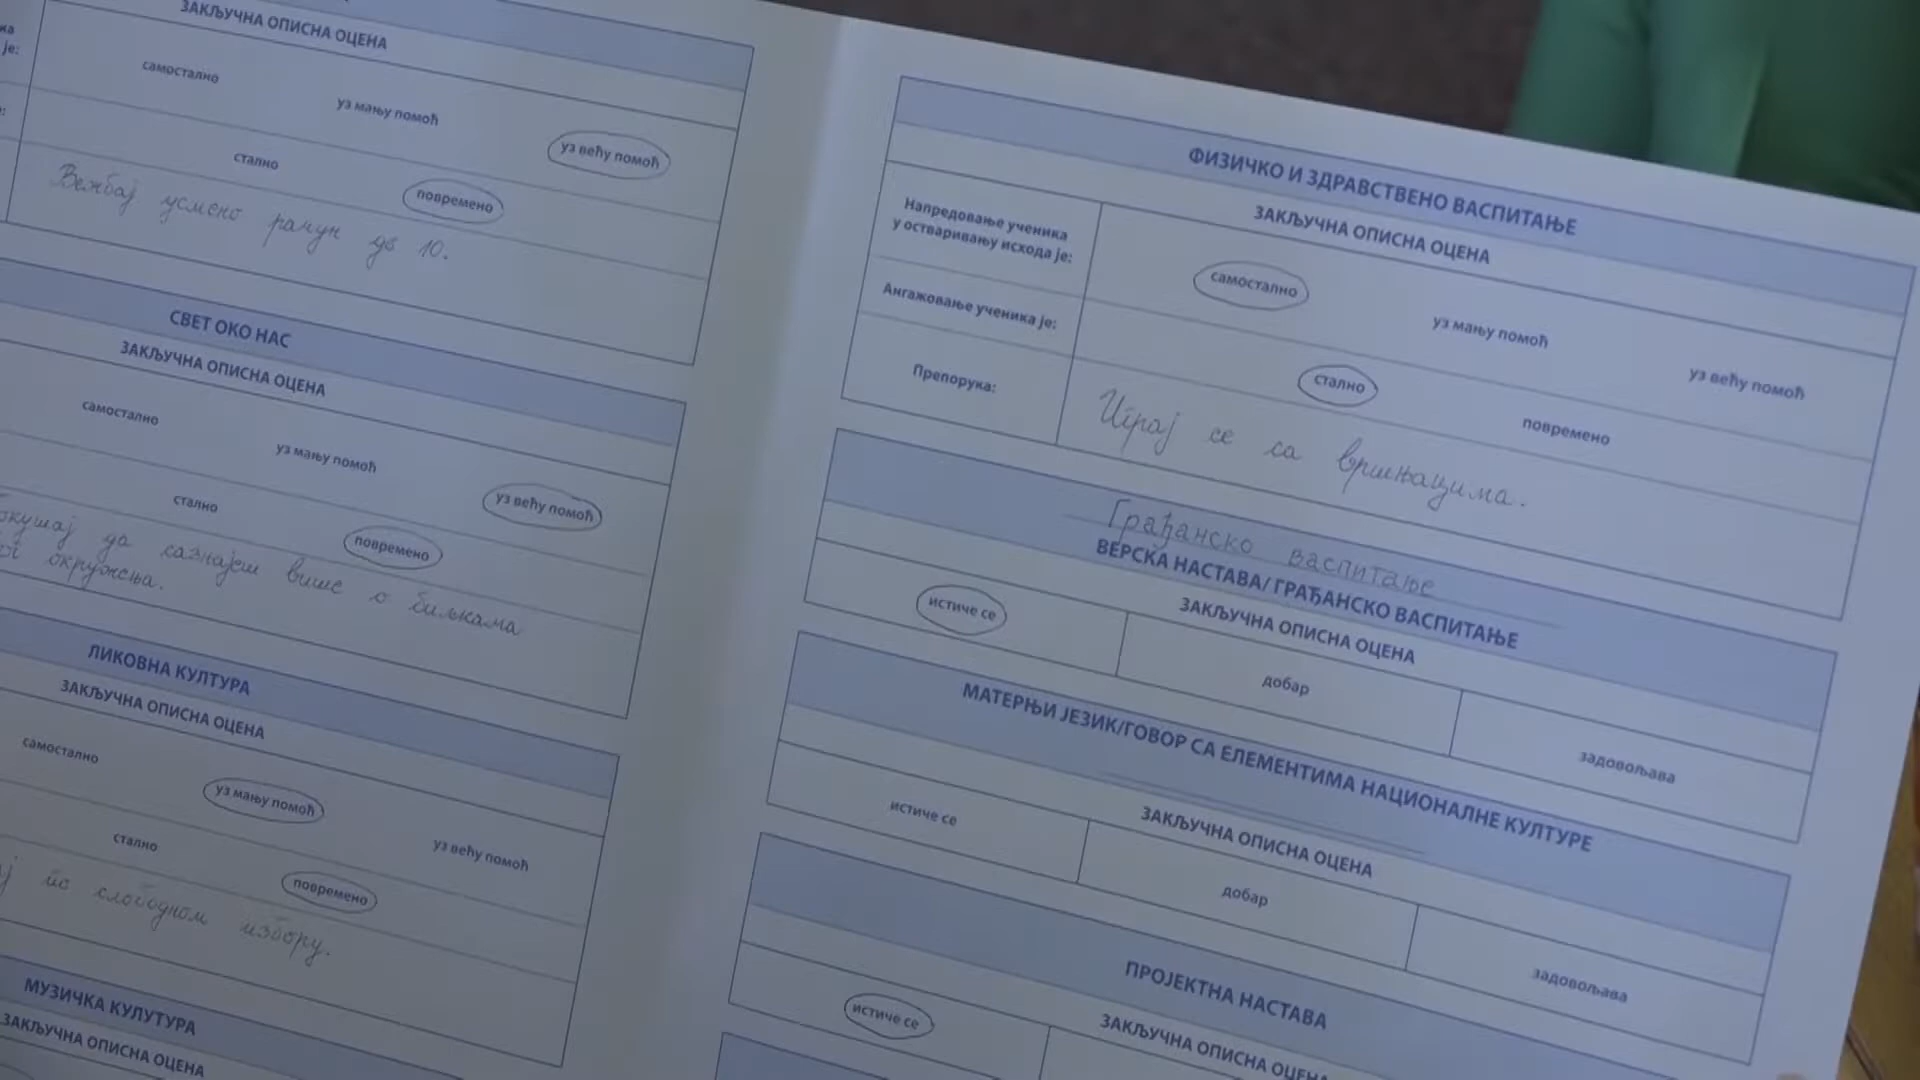 ЗАКЉУЧНА ОПИСНА ОЦЕНА
је:
самостално
уз мању помоћ
уз већу помоћ
стално
повремено
Вежбај усмено рачун до 10.
СВЕТ ОКО НАС
ЗАКЉУЧНА ОПИСНА ОЦЕНА
самостално
уз мању помоћ
уз већу помоћ
стално
повремено
да сазнајеш више о биљкама
окружења.
ЛИКОВНА КУЛТУРА
ЗАКЉУЧНА ОПИСНА ОЦЕНА
самостално
уз мању помоћ
уз већу помоћ
стално
повремено
по слободном избору.
МУЗИЧКА КУЛУТУРА
ЗАКЉУЧНА ОПИСНА ОЦЕНА
ФИЗИЧКО И ЗДРАВСТВЕНО ВАСПИТАЊЕ
ЗАКЉУЧНА ОПИСНА ОЦЕНА
Напредовање ученика
у остваривању исхода је:
самостално
уз мању помоћ
уз већу помоћ
Ангажовање ученика је:
стално
повремено
Препорука:
Играј се са вршњацима.
Грађанско васпитање
ВЕРСКА НАСТАВА/ ГРАЂАНСКО ВАСПИТАЊЕ
ЗАКЉУЧНА ОПИСНА ОЦЕНА
истиче се
добар
задовољава
МАТЕРЊИ ЈЕЗИК/ГОВОР СА ЕЛЕМЕНТИМА НАЦИОНАЛНЕ КУЛТУРЕ
ЗАКЉУЧНА ОПИСНА ОЦЕНА
истиче се
добар
задовољава
ПРОЈЕКТНА НАСТАВА
ЗАКЉУЧНА ОПИСНА ОЦЕНА
истиче се